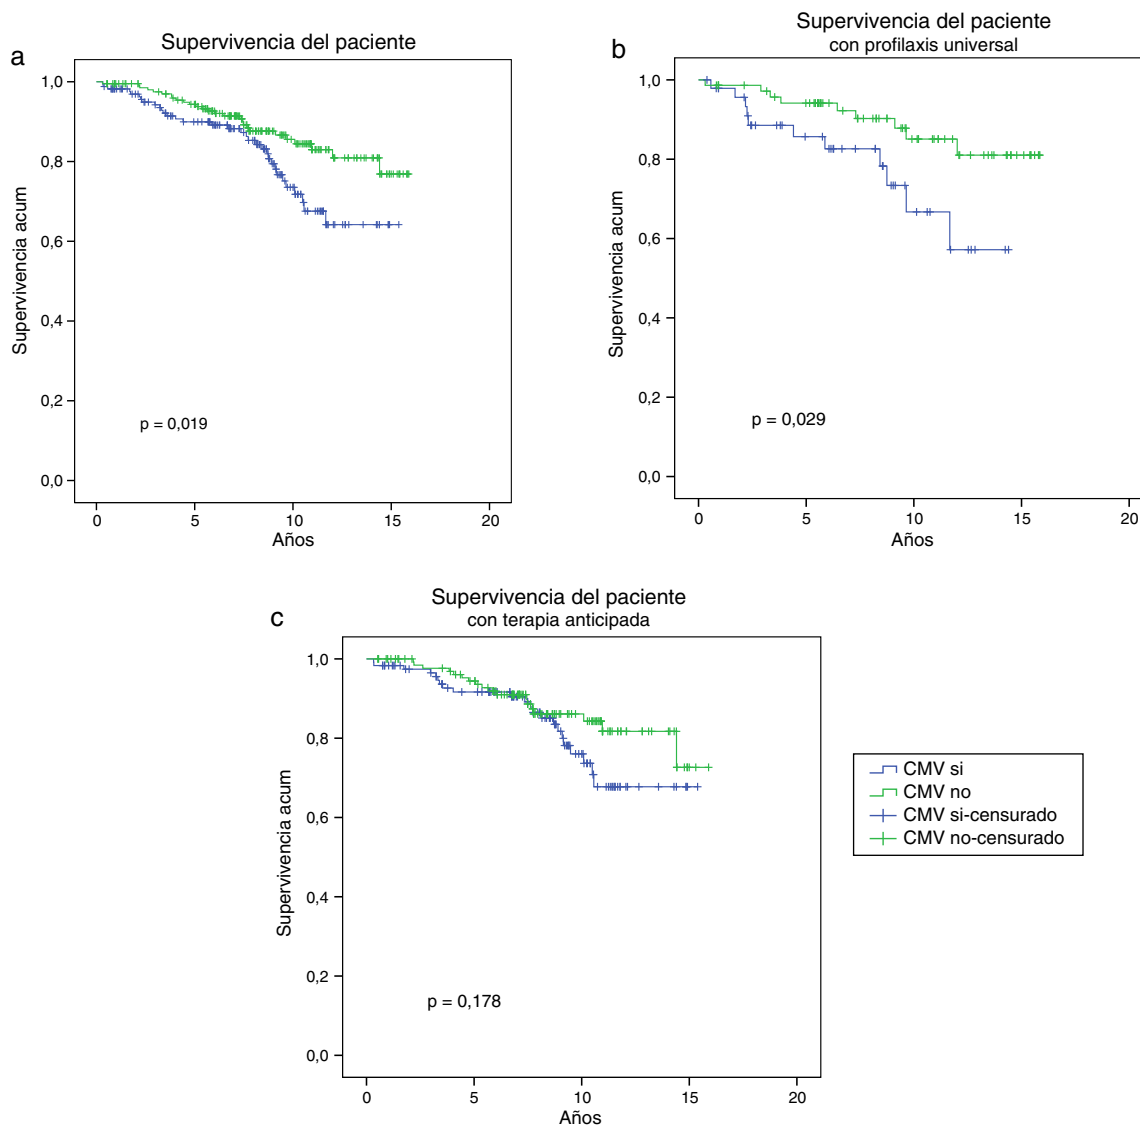 a
Supervivencia del paciente
1,0
0,8
0,6
0,4
0,2
0,0
Supervivencia acum
p = 0,019
0 5 10 15 20
Años
b
Supervivencia del paciente
con profilaxis universal
1,0
0,8
0,6
0,4
0,2
0,0
Supervivencia acum
p = 0,029
0 5 10 15 20
Años
c
Supervivencia del paciente
con terapia anticipada
1,0
0,8
0,6
0,4
0,2
0,0
Supervivencia acum
p = 0,178
0 5 10 15 20
Años
CMV si
CMV no
CMV si-censurado
CMV no-censurado